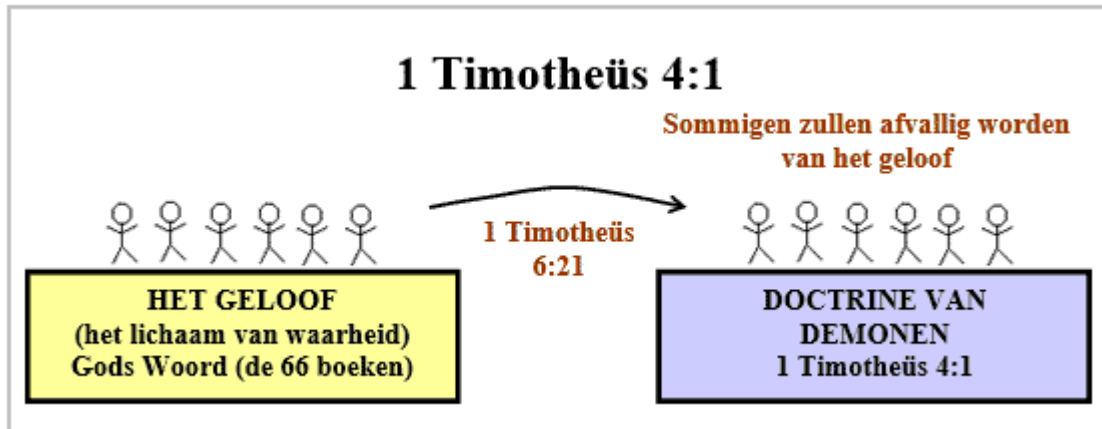 1 Timotheüs 4:1
Sommigen zullen afvallig worden
van het geloof
1 Timotheüs
6:21
HET GELOOF
(het lichaam van waarheid)
Gods Woord (de 66 boeken)
DOCTRINE VAN
DEMONEN
1 Timotheüs 4:1